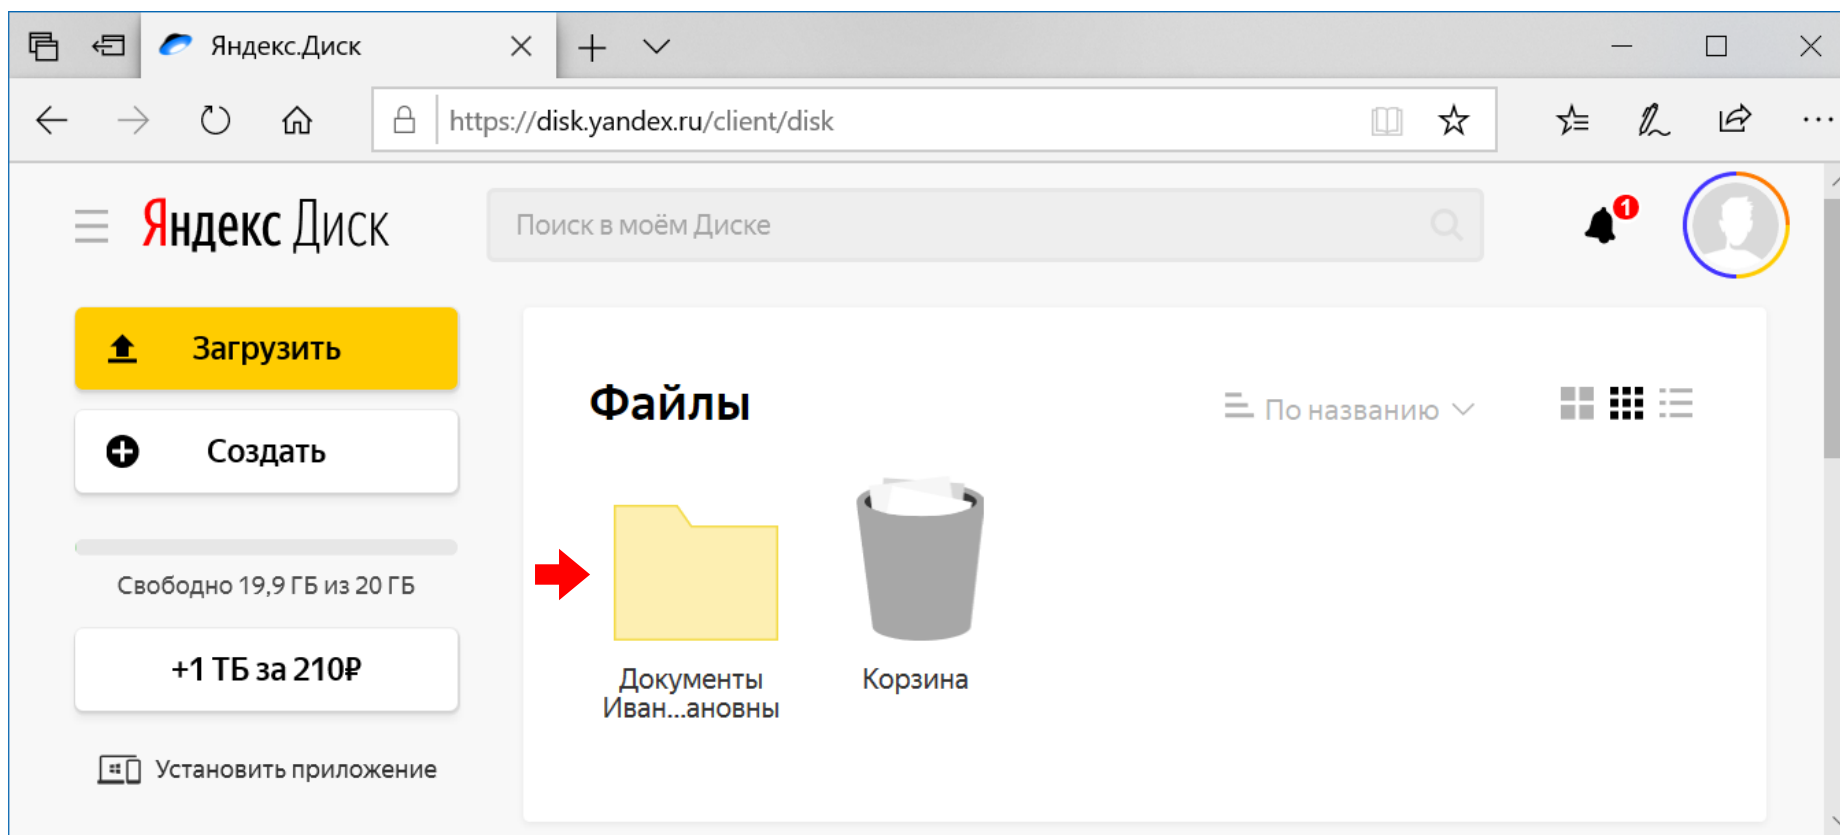 Яндекс.Диск
https://disk.yandex.ru/client/disk
Яндекс Диск
Поиск в моём Диске
1
Загрузить
Создать
Свободно 19,9 ГБ из 20 ГБ
+1 ТБ за 210₽
Установить приложение
Файлы
По названию
Документы
Иван...ановны
Корзина